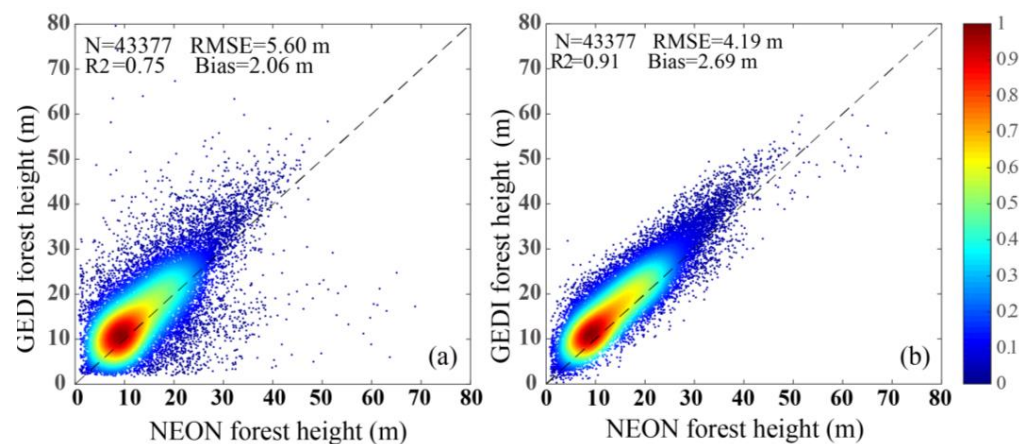 N=43377 RMSE=5.60 m
R2=0.75 Bias=2.06 m
80
70
60
50
40
30
20
10
0
GEDI forest height (m)
(a)
0 10 20 30 40 50 60 70 80
NEON forest height (m)
N=43377 RMSE=4.19 m
R2=0.91 Bias=2.69 m
80
70
60
50
40
30
20
10
0
GEDI forest height (m)
(b)
0 10 20 30 40 50 60 70 80
NEON forest height (m)
1
0.9
0.8
0.7
0.6
0.5
0.4
0.3
0.2
0.1
0